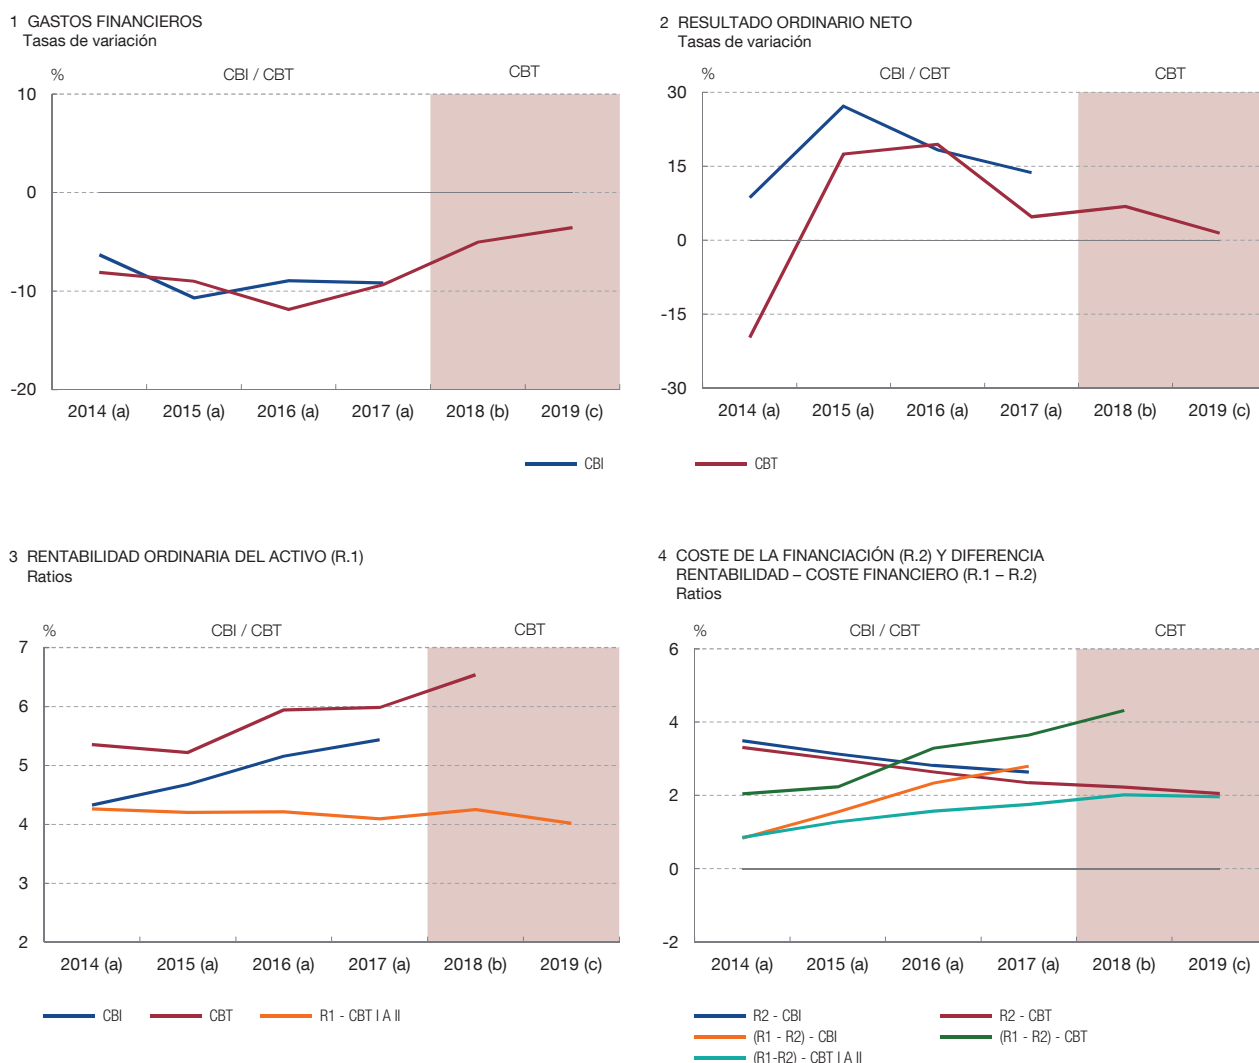 1 GASTOS FINANCIEROS
Tasas de variación
%
CBI / CBT
CBT
10
0
-10
-20
2014 (a) 2015 (a) 2016 (a) 2017 (a) 2018 (b) 2019 (c)
2 RESULTADO ORDINARIO NETO
Tasas de variación
%
CBI / CBT
CBT
30
15
0
-15
-30
2014 (a) 2015 (a) 2016 (a) 2017 (a) 2018 (b) 2019 (c)
CBI
CBT
3 RENTABILIDAD ORDINARIA DEL ACTIVO (R.1)
Ratios
%
CBI / CBT
CBT
7
6
5
4
3
2
2014 (a) 2015 (a) 2016 (a) 2017 (a) 2018 (b) 2019 (c)
CBI
CBT
R1 - CBT I A II
4 COSTE DE LA FINANCIACIÓN (R.2) Y DIFERENCIA
RENTABILIDAD – COSTE FINANCIERO (R.1 – R.2)
Ratios
%
CBI / CBT
CBT
6
4
2
0
-2
2014 (a) 2015 (a) 2016 (a) 2017 (a) 2018 (b) 2019 (c)
R2 - CBI
R2 - CBT
(R1 - R2) - CBI
(R1 - R2) - CBT
(R1-R2) - CBT I A II